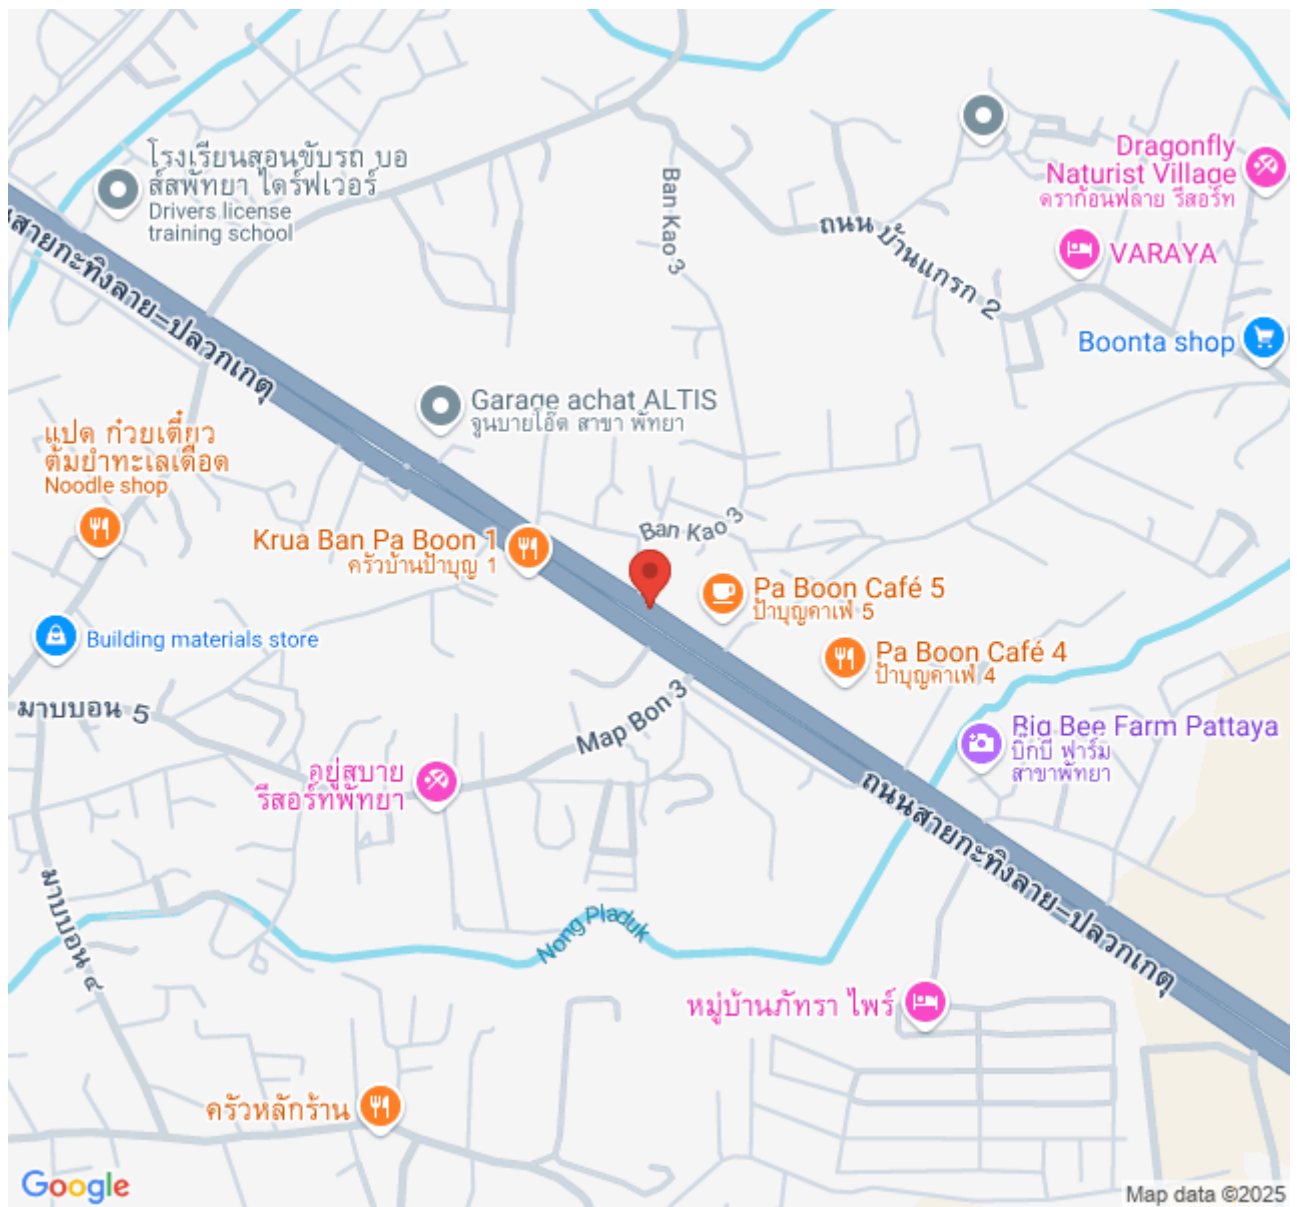 โรงเรียนสอนขับรถ บอ
ส์สพัทยา ไดร์ฟเวอร์
Drivers license
training school
Ban Kao 3
Dragonfly
Naturist Village
ดราก้อนฟลาย รีสอร์ท
ถนน บ้านแกรก 2
VARAYA
นสายกะทิงลาย–ปลวกเกตุ
Boonta shop
Garage achat ALTIS
จูนบายโอ๊ต สาขา พัทยา
แปด ก๋วยเตี๋ยว
ต้มยำทะเลเดือด
Noodle shop
Ban Kao 3
Krua Ban Pa Boon 1
ครัวบ้านป้าบุญ 1
Pa Boon Café 5
ป้าบุญคาเฟ่ 5
Building materials store
Pa Boon Café 4
ป้าบุญคาเฟ่ 4
มาบบอน 5
Map Bon 3
Big Bee Farm Pattaya
บิ๊กบี ฟาร์ม
สาขาพัทยา
อยู่สบาย
รีสอร์ทพัทยา
ถนนสายกะทิงลาย–ปลวกเกตุ
มาบบอน ๔
Nong Pladuk
หมู่บ้านภัทรา ไพร์
ครัวหลักร้าน
Google
Map data ©2025